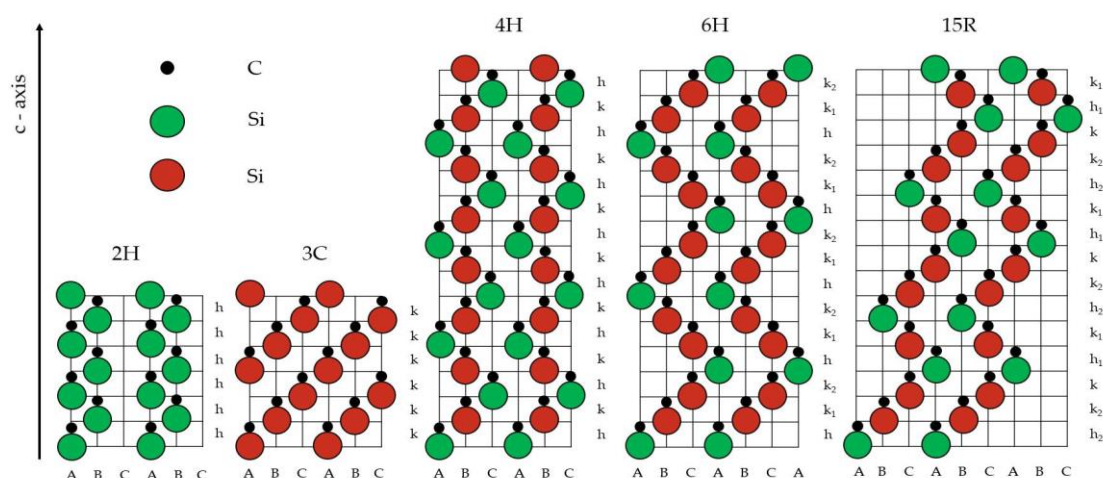 4H
6H
15R
C
Si
Si
c - axis
2H
3C
h
h
h
h
h
h
k
k
k
k
k
k
h
k
h
k
h
k
h
k
h
k
h
k
h
k
h
k₂
k₁
h
k₂
k₁
h
k₂
k₁
h
k₂
k₁
h
k₂
k₁
h
k₁
h₁
k
k₂
h₂
k₁
h₁
k
k₂
h₂
k₁
h₁
k
k₂
h₂
A B C A B C
A B C A B C
A B C A B C
A B C A B C A
A B C A B C A B C